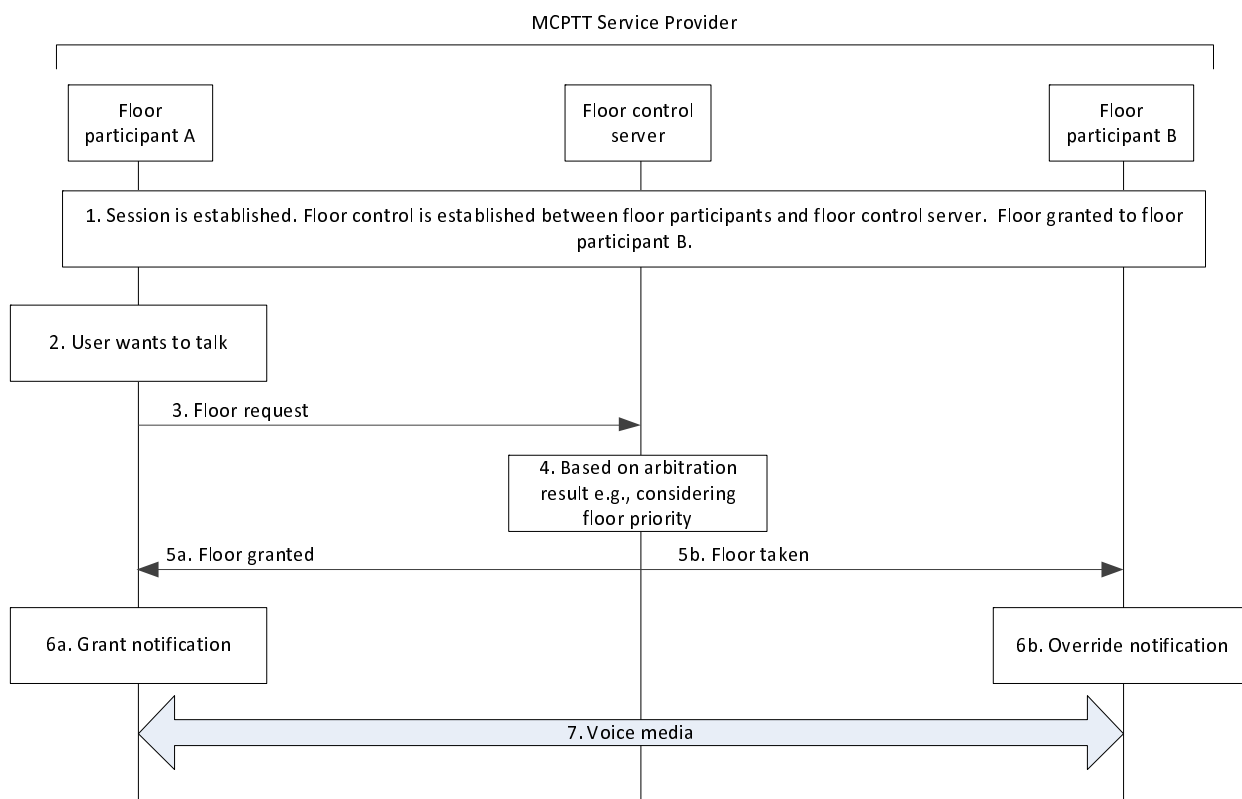 MCPTT Service Provider
Floor
participant A
Floor control
server
Floor
participant B
1. Session is established. Floor control is established between floor participants and floor control server.  Floor granted to floor
participant B.
2. User wants to talk
3. Floor request
4. Based on arbitration
result e.g., considering
floor priority
5a. Floor granted
5b. Floor taken
6a. Grant notification
6b. Override notification
7. Voice media